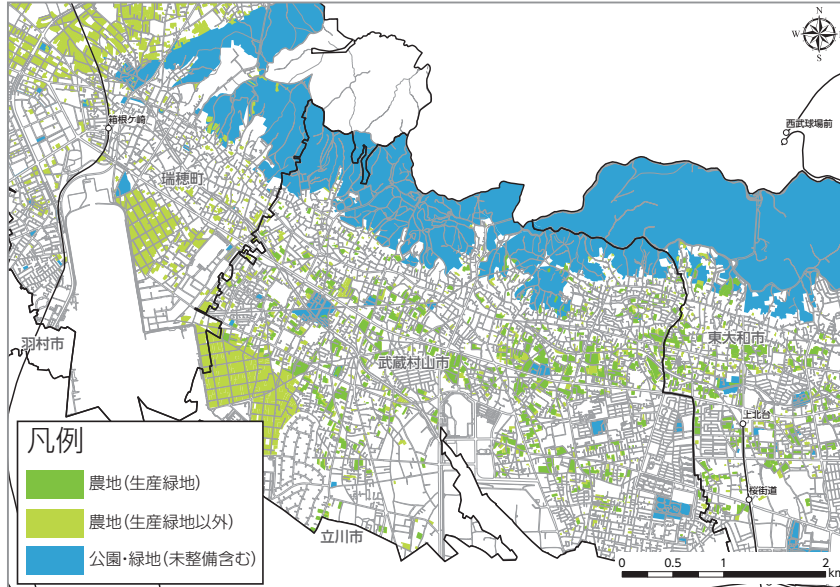 N
W E
S
西武球場前
箱根ケ崎
瑞穂町
羽村市
武蔵村山市
東大和市
上北台
桜街道
立川市
凡例
農地(生産緑地)
農地(生産緑地以外)
公園・緑地(未整備含む)
0 0.5 1 2
km